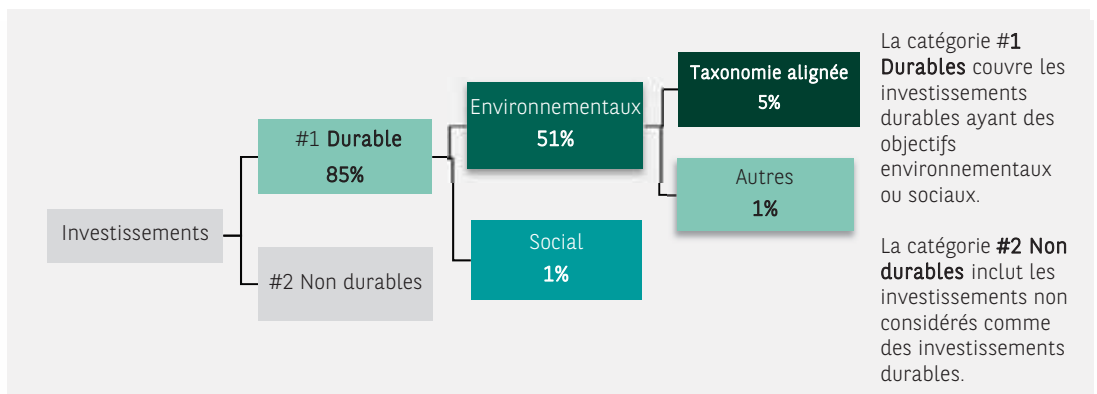 Investissements
#1 Durable
85%
#2 Non durables
Environnementaux
51%
Social
1%
Taxonomie alignée
5%
Autres
1%
La catégorie #1
Durables couvre les
investissements
durables ayant des
objectifs
environnementaux
ou sociaux.
La catégorie #2 Non
durables inclut les
investissements non
considérés comme
des investissements
durables.